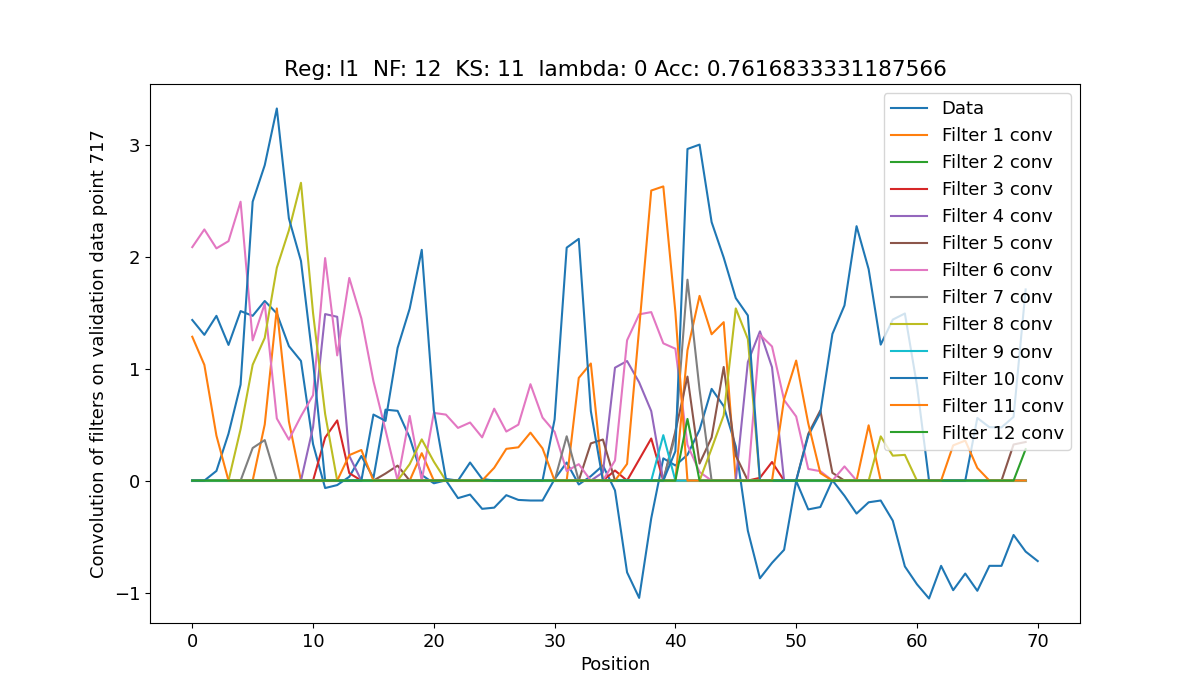 Reg: l1  NF: 12  KS: 11  lambda: 0 Acc: 0.7616833331187566
Convolution of filters on validation data point 717
3
2
1
0
−1
0 10 20 30 40 50 60 70
Position
Data
Filter 1 conv
Filter 2 conv
Filter 3 conv
Filter 4 conv
Filter 5 conv
Filter 6 conv
Filter 7 conv
Filter 8 conv
Filter 9 conv
Filter 10 conv
Filter 11 conv
Filter 12 conv